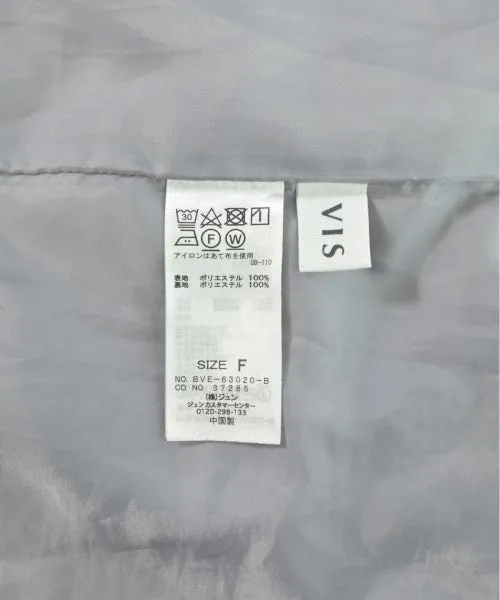 30
F W
アイロンはあて布を使用
SB-110
表地 ポリエステル 100%
裏地 ポリエステル 100%
SIZE F
NO. BVE-63020-B
CO. NO. 37285
(株)ジュン
ジュンカスタマーセンター
0120-298-133
中国製
VIS